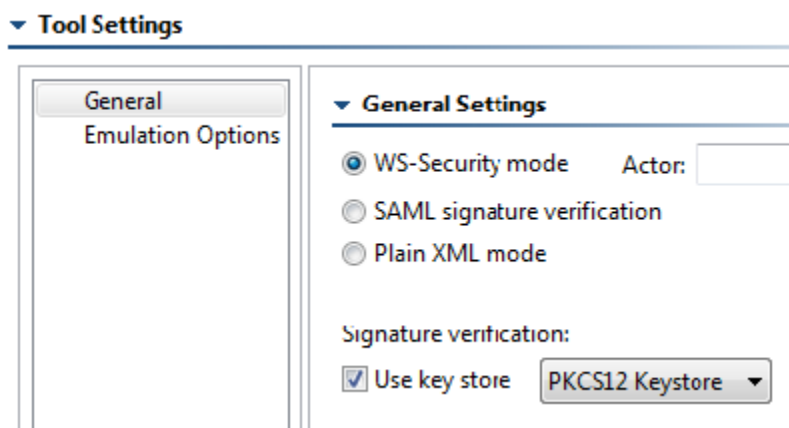 Tool Settings
General
Emulation Options
General Settings
WS-Security mode Actor:
SAML signature verification
Plain XML mode
Signature verification:
Use key store PKCS12 Keystore